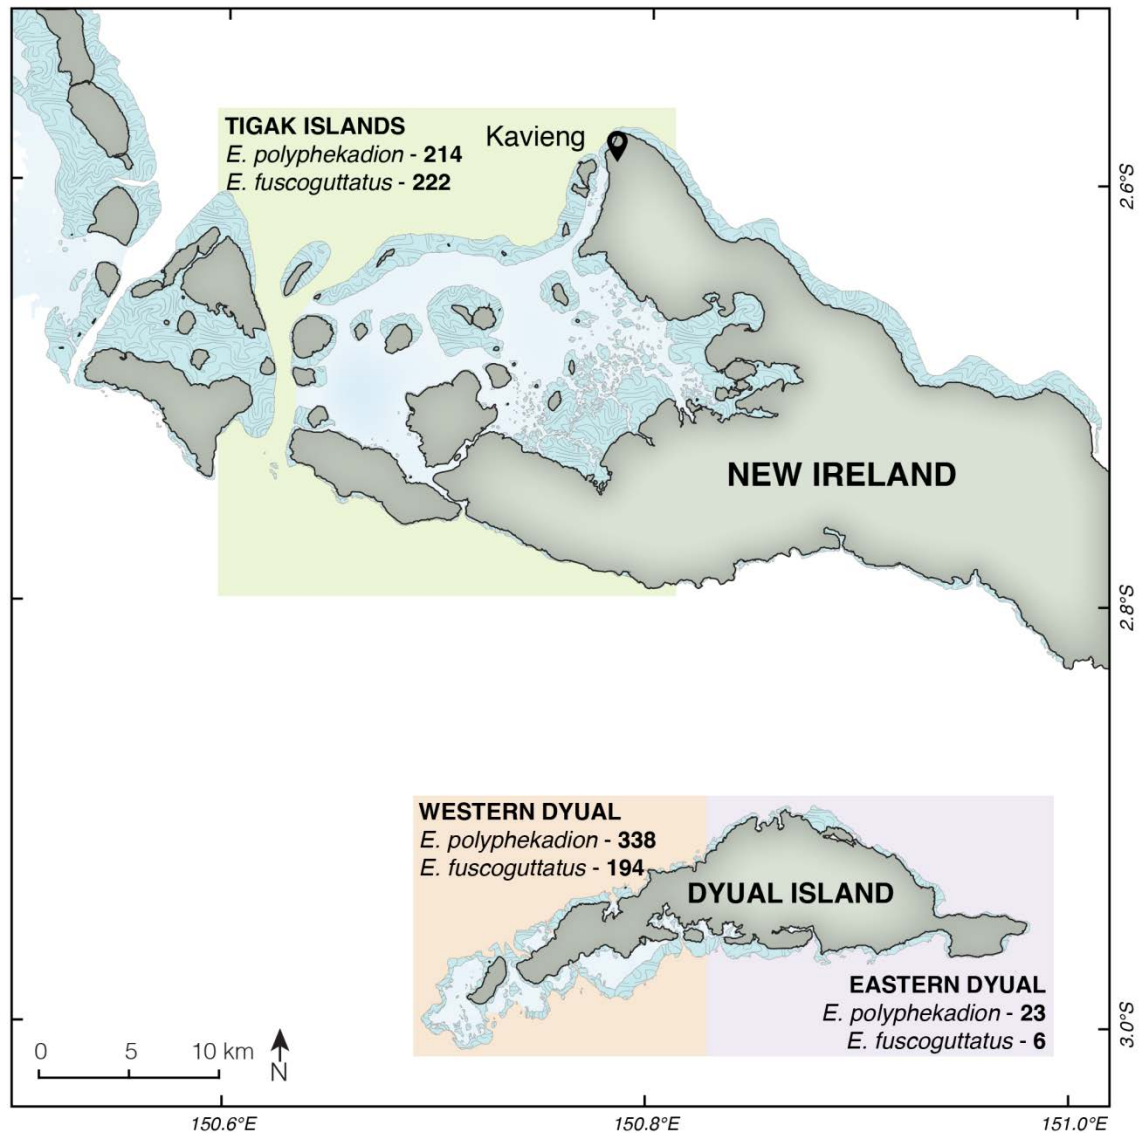 TIGAK ISLANDS
E. polyphekadion - 214
E. fuscoguttatus - 222
Kavieng
2.6°S
NEW IRELAND
2.8°S
WESTERN DYUAL
E. polyphekadion - 338
E. fuscoguttatus - 194
DYUAL ISLAND
EASTERN DYUAL
E. polyphekadion - 23
E. fuscoguttatus - 6
3.0°S
0 5 10 km
N
150.6°E 150.8°E 151.0°E